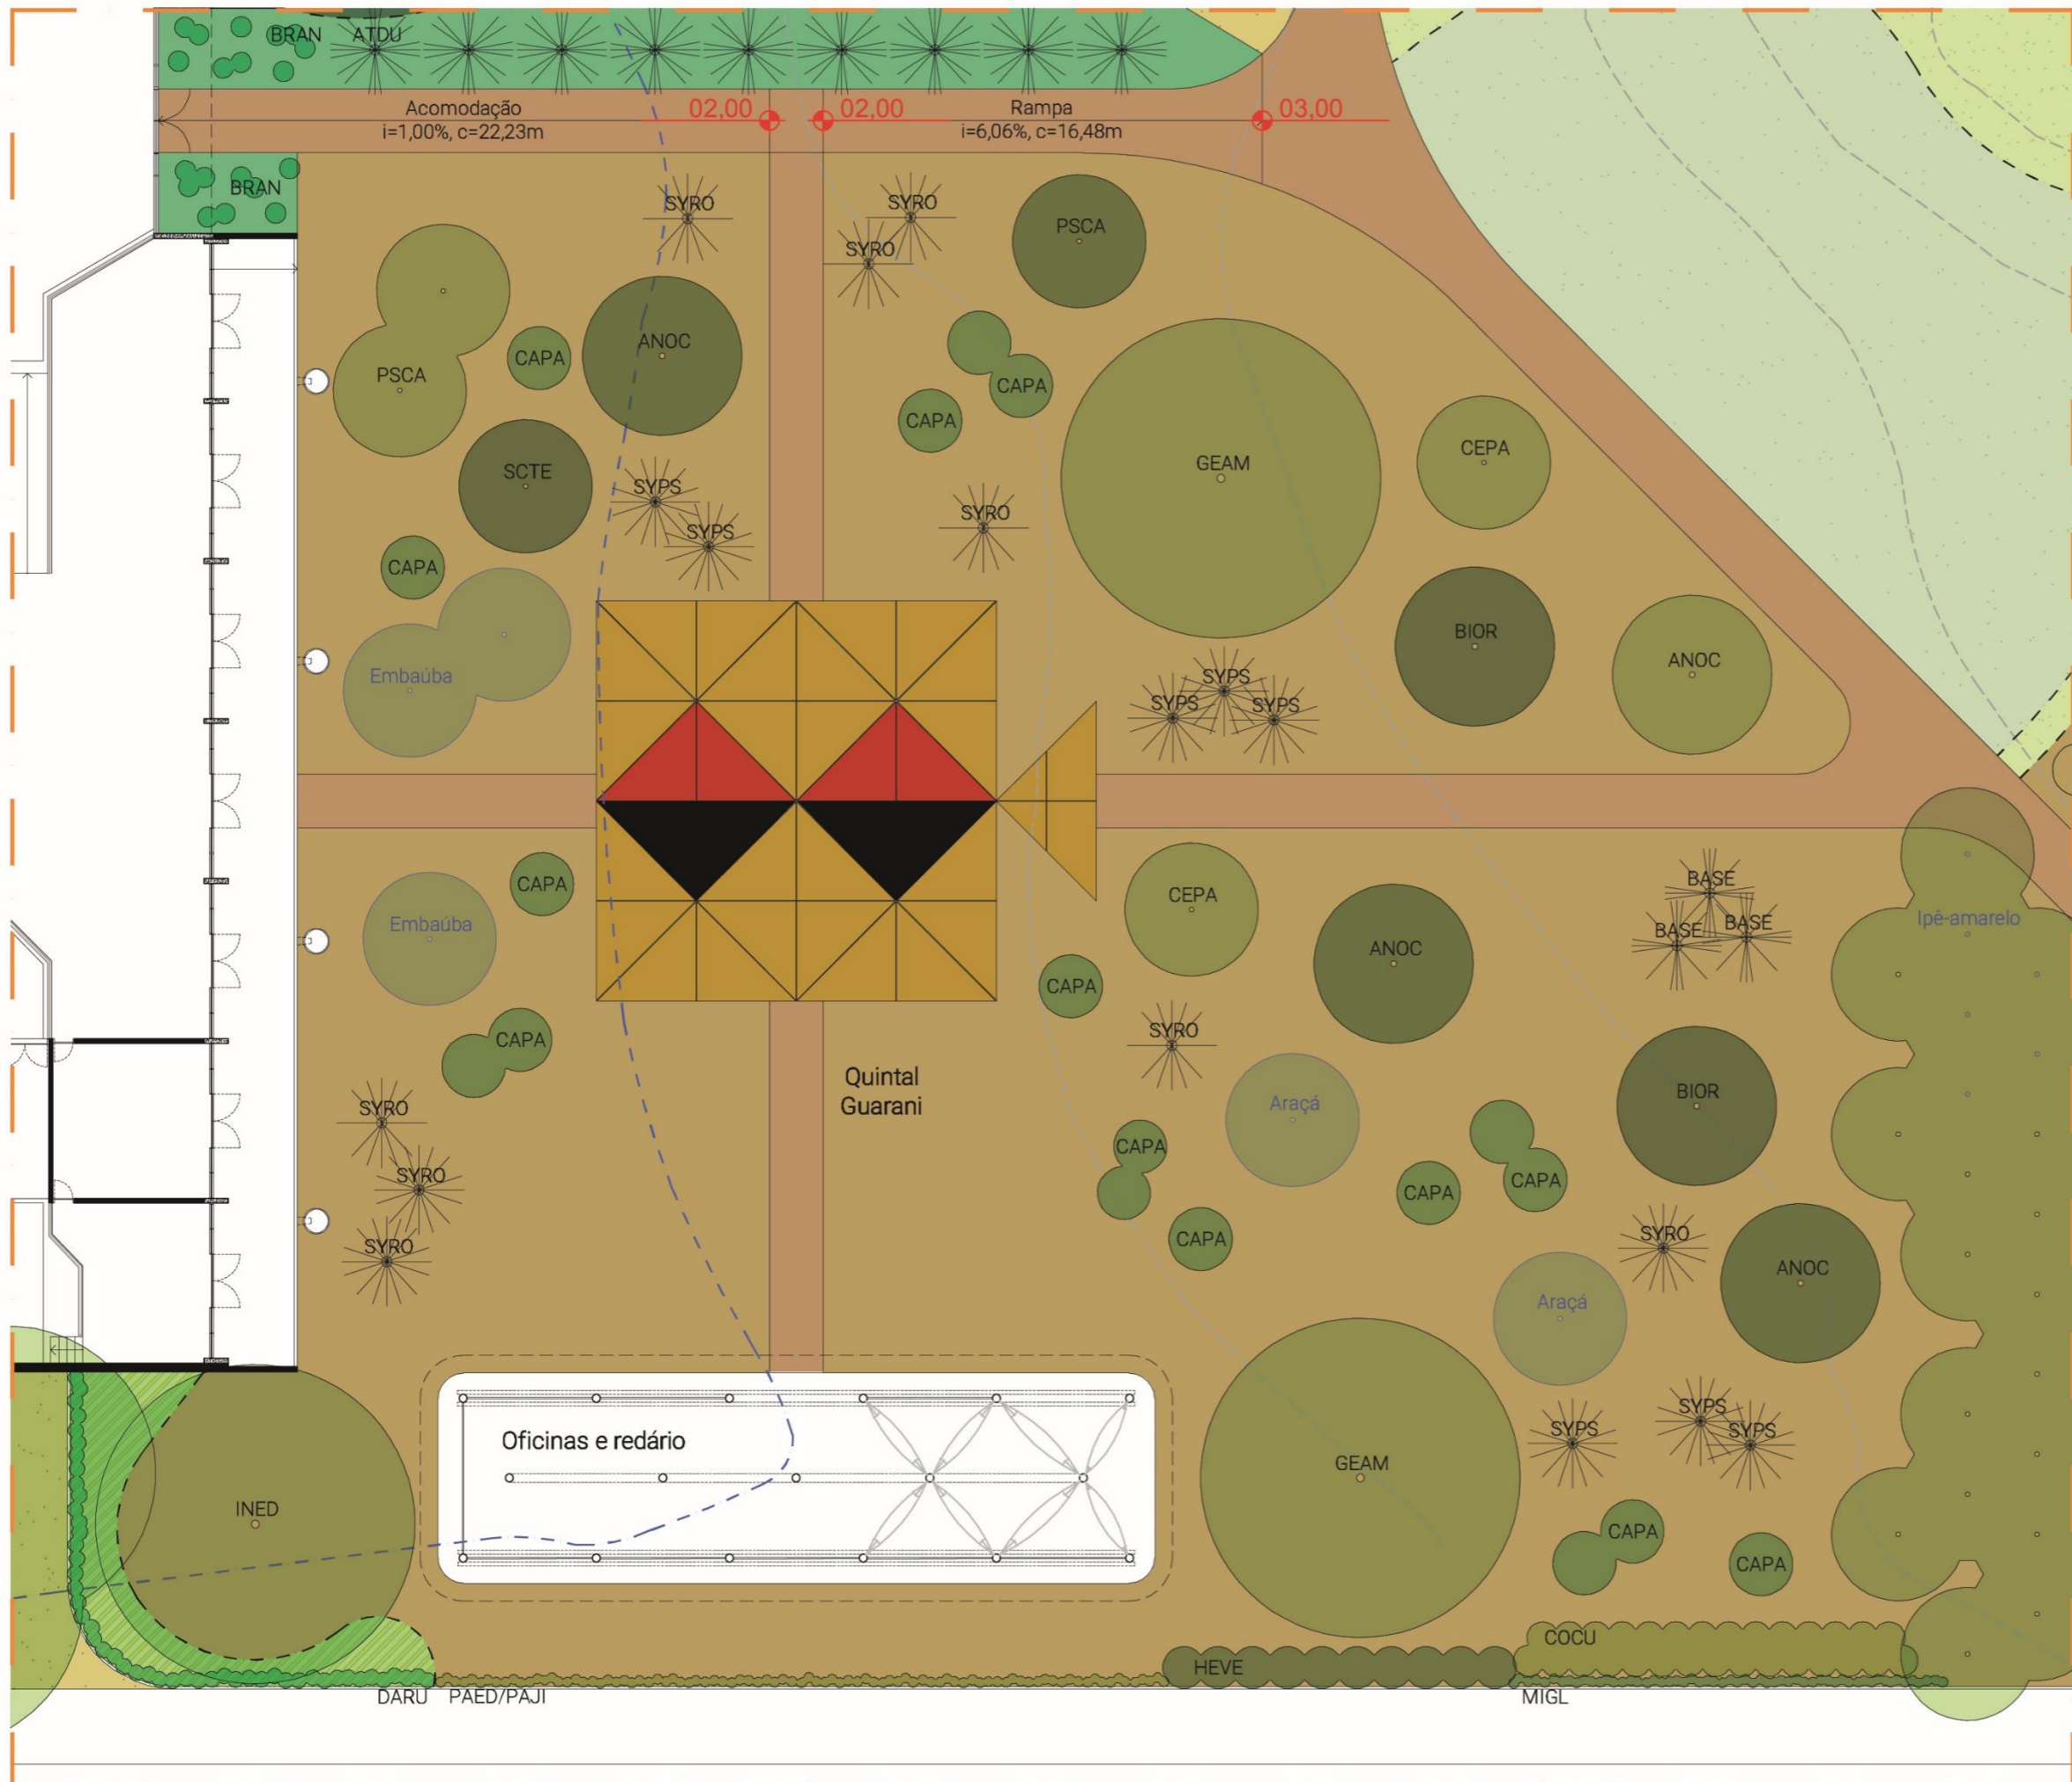 BRAN ATDU
Acomodação
i=1,00%, c=22,23m
02,00
02,00
Rampa
i=6,06%, c=16,48m
03,00
BRAN
SYRO
SYRO
SYRO
PSCA
ANOC
CAPA
PSCA
CAPA
CAPA
GEAM
CEPA
SCTE
SYPS
SYPS
SYRO
CAPA
BIOR
ANOC
Embaúba
SYPS
SYPS
SYPS
CAPA
CEPA
BASE
BASE
BASE
Embaúba
Ipê-amarelo
ANOC
CAPA
CAPA
SYRO
Quintal
Guarani
BIOR
SYRO
Araçá
CAPA
SYRO
CAPA
CAPA
CAPA
SYRO
SYRO
ANOC
Araçá
SYPS
SYPS
SYPS
Oficinas e redário
GEAM
INED
CAPA
CAPA
COCU
HEVE
DARU PAED/PAJI
MIGL